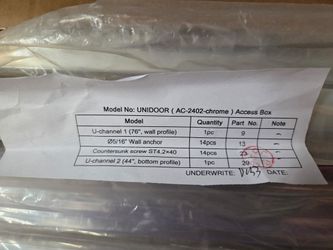 Model No: UNIDOOR ( AC-2402-chrome ) Access Box
Model Quantity Part No. Note
U-channel 1 (76", wall profile) 1pc 9 –
Ø5/16" Wall anchor 14pcs 13 –
Countersunk screw ST4.2×40 14pcs 23 –
U-channel 2 (44", bottom profile) 1pc 29 –
UNDERWRITE: DATE: